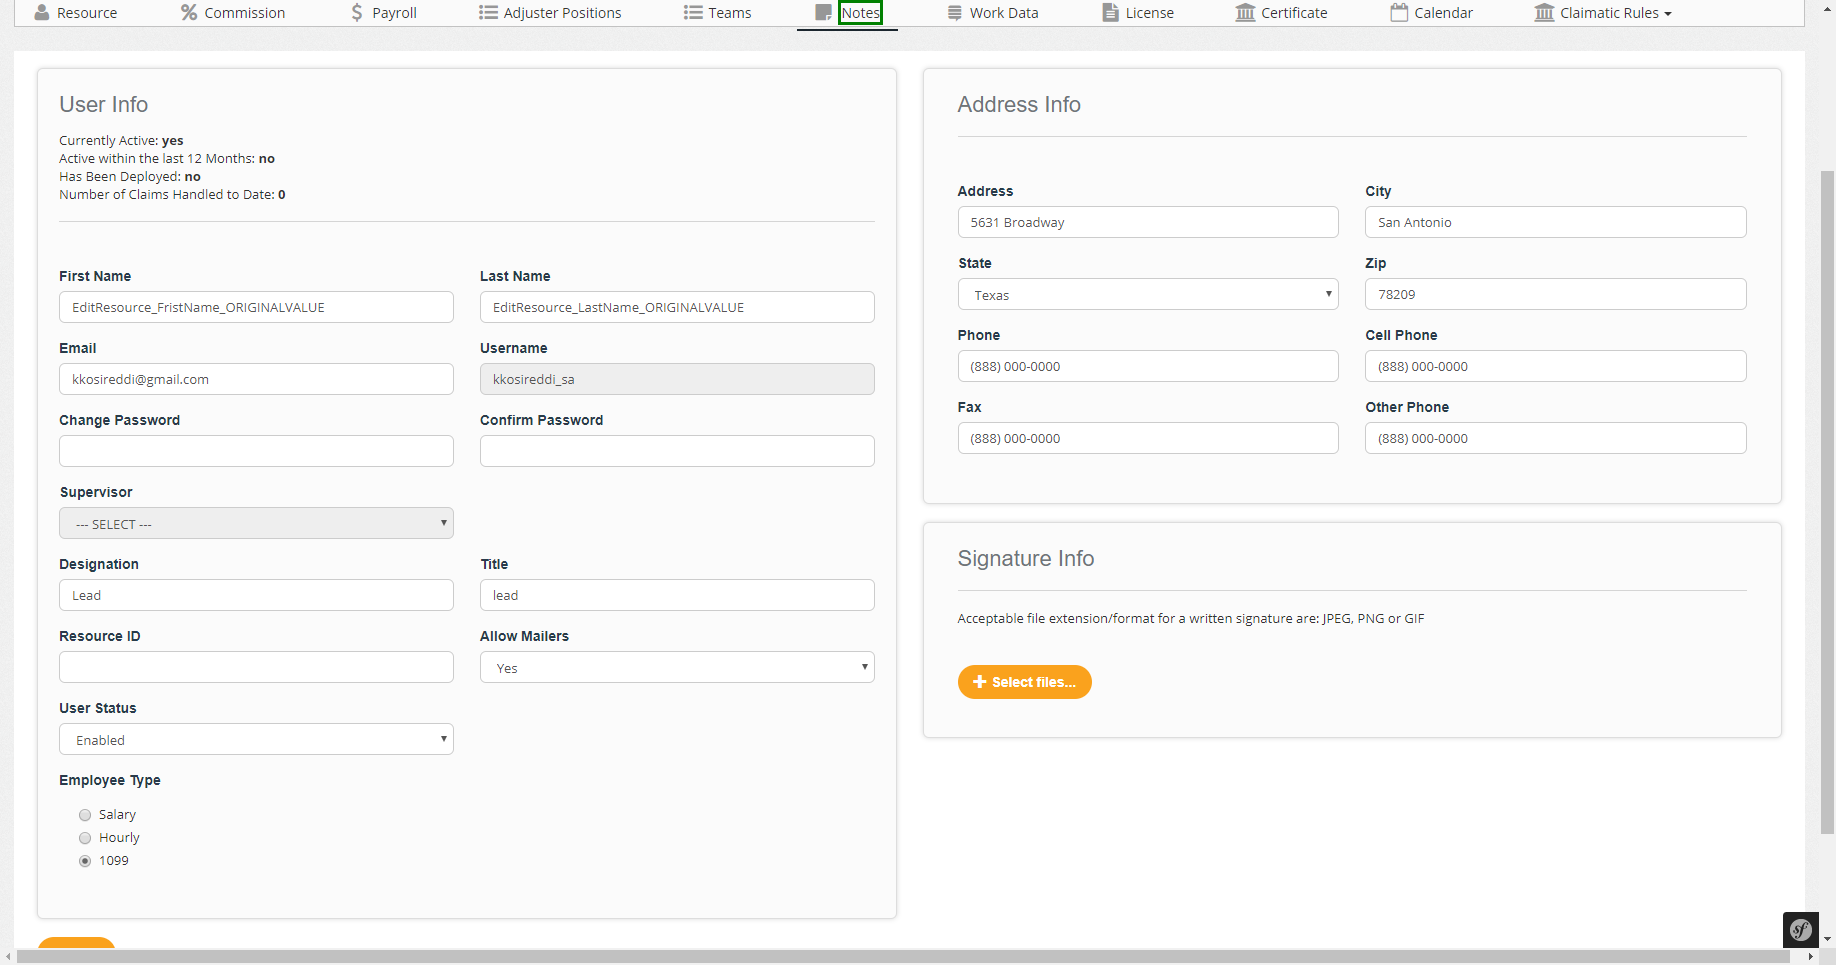 Resource
Commission
Payroll
Adjuster Positions
Teams
Notes
Work Data
License
Certificate
Calendar
Claimatic Rules
User Info
Currently Active: yes
Active within the last 12 Months: no
Has Been Deployed: no
Number of Claims Handled to Date: 0
First Name
Last Name
EditResource_FristName_ORIGINALVALUE
EditResource_LastName_ORIGINALVALUE
Email
Username
kkosireddi@gmail.com
kkosireddi_sa
Change Password
Confirm Password
Supervisor
--- SELECT ---
Designation
Title
Lead
lead
Resource ID
Allow Mailers
Yes
User Status
Enabled
Employee Type
Salary
Hourly
1099
Address Info
Address
City
5631 Broadway
San Antonio
State
Zip
Texas
78209
Phone
Cell Phone
(888) 000-0000
(888) 000-0000
Fax
Other Phone
(888) 000-0000
(888) 000-0000
Signature Info
Acceptable file extension/format for a written signature are: JPEG, PNG or GIF
Select files...
sf